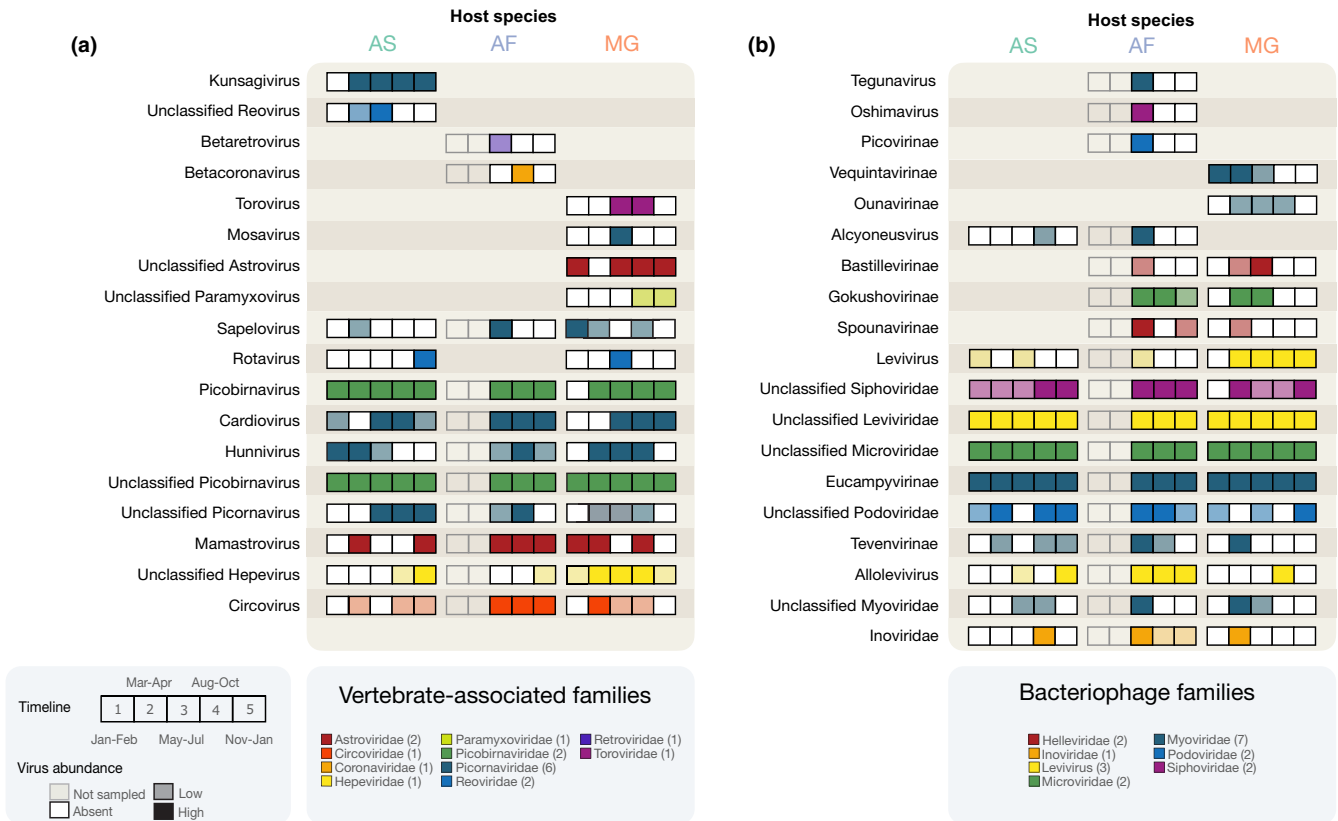 Host species
(a)
AS
AF
MG
Kunsagivirus
Unclassified Reovirus
Betaretrovirus
Betacoronavirus
Torovirus
Mosavirus
Unclassified Astrovirus
Unclassified Paramyxovirus
Sapelovirus
Rotavirus
Picobirnavirus
Cardiovirus
Hunnivirus
Unclassified Picobirnavirus
Unclassified Picornavirus
Mamastrovirus
Unclassified Hepevirus
Circovirus
Host species
(b)
AS
AF
MG
Tegunavirus
Oshimavirus
Picovirinae
Vequintavirinae
Ounavirinae
Alcyoneusvirus
Bastillevirinae
Gokushovirinae
Spounavirinae
Levivirus
Unclassified Siphoviridae
Unclassified Leviviridae
Unclassified Microviridae
Eucampyvirinae
Unclassified Podoviridae
Tevenvirinae
Allolevivirus
Unclassified Myoviridae
Inoviridae
Mar-Apr Aug-Oct
Timeline 1 2 3 4 5
Jan-Feb May-Jul Nov-Jan
Virus abundance
Not sampled Low
Absent High
Vertebrate-associated families
Astroviridae (2) Paramyxoviridae (1) Retroviridae (1)
Circoviridae (1) Picobirnaviridae (2) Toroviridae (1)
Coronaviridae (1) Picornaviridae (6)
Hepeviridae (1) Reoviridae (2)
Bacteriophage families
Helleviridae (2) Myoviridae (7)
Inoviridae (1) Podoviridae (2)
Levivirus (3) Siphoviridae (2)
Microviridae (2)